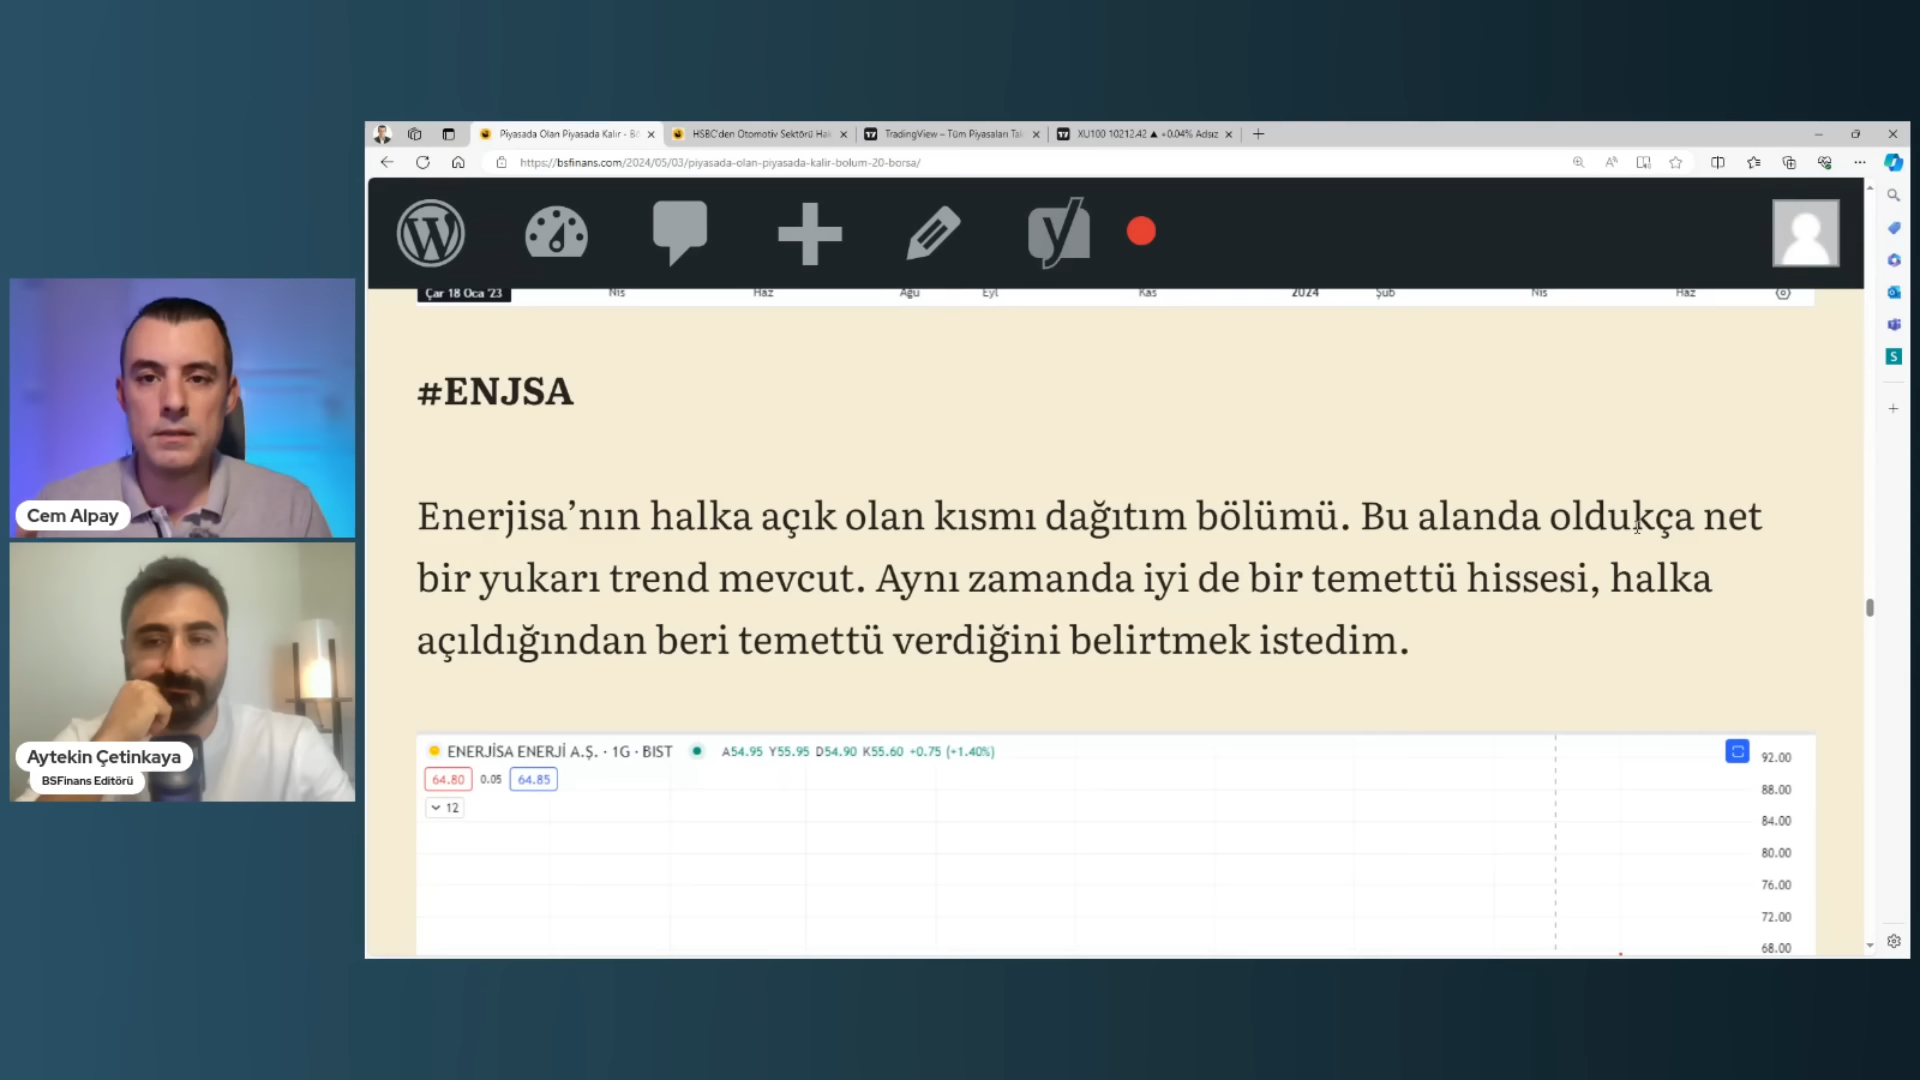 Piyasada Olan Piyasada Kalır - Bö
HSBC'den Otomotiv Sektörü Hak
TradingView – Tüm Piyasaları Tak
XU100 10212.42 ▲ +0.04% Adsız
https://bsfinans.com/2024/05/03/piyasada-olan-piyasada-kalir-bolum-20-borsa/
Çar 18 Oca '23 Nis Haz Ağu Eyl Kas 2024 Şub Nis Haz
#ENJSA
Enerjisa’nın halka açık olan kısmı dağıtım bölümü. Bu alanda oldukça net
bir yukarı trend mevcut. Aynı zamanda iyi de bir temettü hissesi, halka
açıldığından beri temettü verdiğini belirtmek istedim.
ENERJİSA ENERJİ A.Ş. · 1G · BIST A54.95 Y55.95 D54.90 K55.60 +0.75 (+1.40%)
64.80 0.05 64.85
12
92.00
88.00
84.00
80.00
76.00
72.00
68.00
Cem Alpay
Aytekin Çetinkaya
BSFinans Editörü